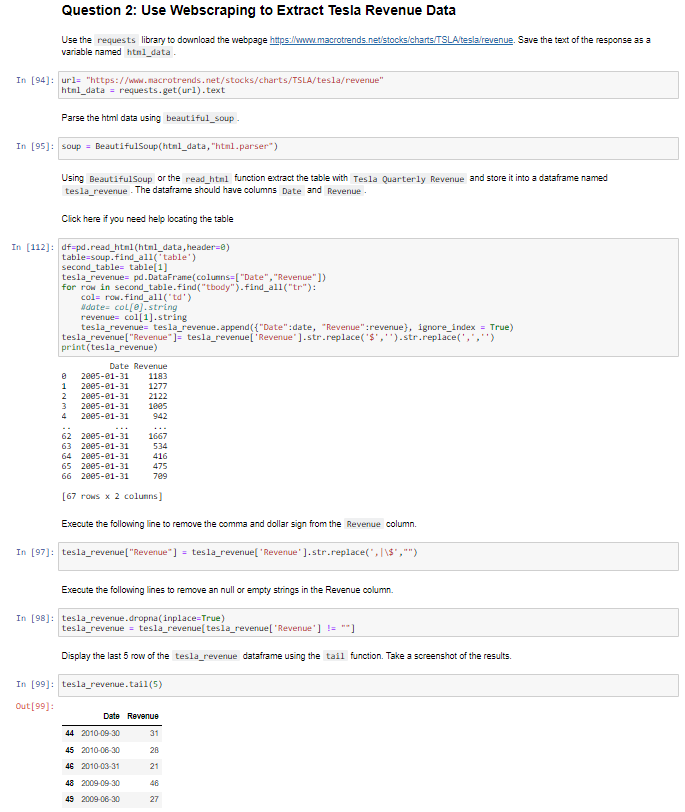 Question 2: Use Webscraping to Extract Tesla Revenue Data
Use the requests library to download the webpage https://www.macrotrends.net/stocks/charts/TSLA/tesla/revenue. Save the text of the response as a
variable named html_data.
In [94]: url= "https://www.macrotrends.net/stocks/charts/TSLA/tesla/revenue"
html_data = requests.get(url).text
Parse the html data using beautiful_soup.
In [95]: soup = BeautifulSoup(html_data,"html.parser")
Using BeautifulSoup or the read_html function extract the table with Tesla Quarterly Revenue and store it into a dataframe named
tesla_revenue. The dataframe should have columns Date and Revenue.
Click here if you need help locating the table
In [112]: df=pd.read_html(html_data,header=0)
table=soup.find_all('table')
second_table= table[1]
tesla_revenue= pd.DataFrame(columns=["Date","Revenue"])
for row in second_table.find("tbody").find_all("tr"):
col= row.find_all('td')
#date= col[0].string
revenue= col[1].string
tesla_revenue= tesla_revenue.append({"Date":date, "Revenue":revenue}, ignore_index = True)
tesla_revenue["Revenue"]= tesla_revenue['Revenue'].str.replace('$','').str.replace(',','')
print(tesla_revenue)
Date Revenue
0 2005-01-31 1183
1 2005-01-31 1277
2 2005-01-31 2122
3 2005-01-31 1005
4 2005-01-31 942
.. ... ...
62 2005-01-31 1667
63 2005-01-31 534
64 2005-01-31 416
65 2005-01-31 475
66 2005-01-31 709
[67 rows x 2 columns]
Execute the following line to remove the comma and dollar sign from the Revenue column.
In [97]: tesla_revenue["Revenue"] = tesla_revenue['Revenue'].str.replace(',|\$',"")
Execute the following lines to remove an null or empty strings in the Revenue column.
In [98]: tesla_revenue.dropna(inplace=True)
tesla_revenue = tesla_revenue[tesla_revenue['Revenue'] != ""]
Display the last 5 row of the tesla_revenue dataframe using the tail function. Take a screenshot of the results.
In [99]: tesla_revenue.tail(5)
Out[99]:
Date Revenue
44 2010-09-30 31
45 2010-06-30 28
46 2010-03-31 21
48 2009-09-30 46
49 2009-06-30 27